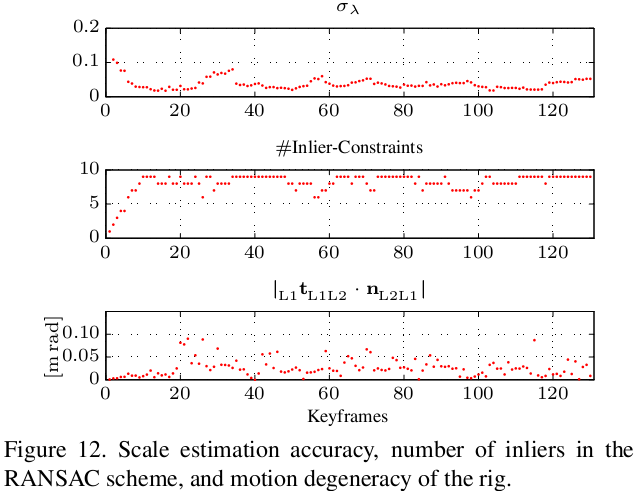 σλ
0.2
0.1
0
0 20 40 60 80 100 120
#Inlier-Constraints
10
5
0
0 20 40 60 80 100 120
|L1tL1L2 · nL2L1|
[m rad]
0.10
0.05
0
0 20 40 60 80 100 120
Keyframes
Figure 12. Scale estimation accuracy, number of inliers in the
RANSAC scheme, and motion degeneracy of the rig.